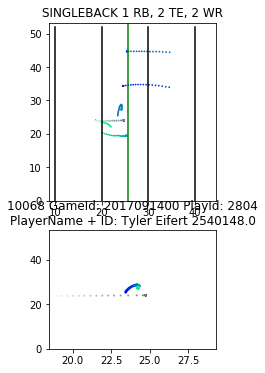 SINGLEBACK 1 RB, 2 TE, 2 WR
50
40
30
20
10
0
10 20 30 40
10068 GameId: 2017091400 PlayId: 2804
PlayerName + ID: Tyler Eifert 2540148.0
40
20
0
20.0 22.5 25.0 27.5